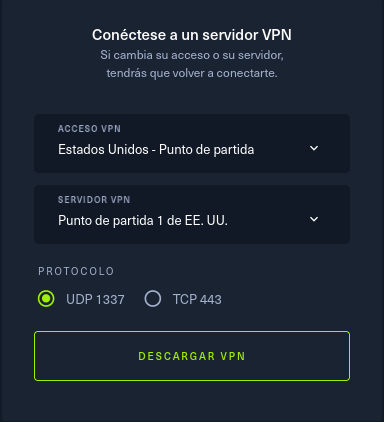 Conéctese a un servidor VPN
Si cambia su acceso o su servidor,
tendrás que volver a conectarte.
ACCESO VPN
Estados Unidos - Punto de partida
SERVIDOR VPN
Punto de partida 1 de EE. UU.
PROTOCOLO
UDP 1337 TCP 443
DESCARGAR VPN